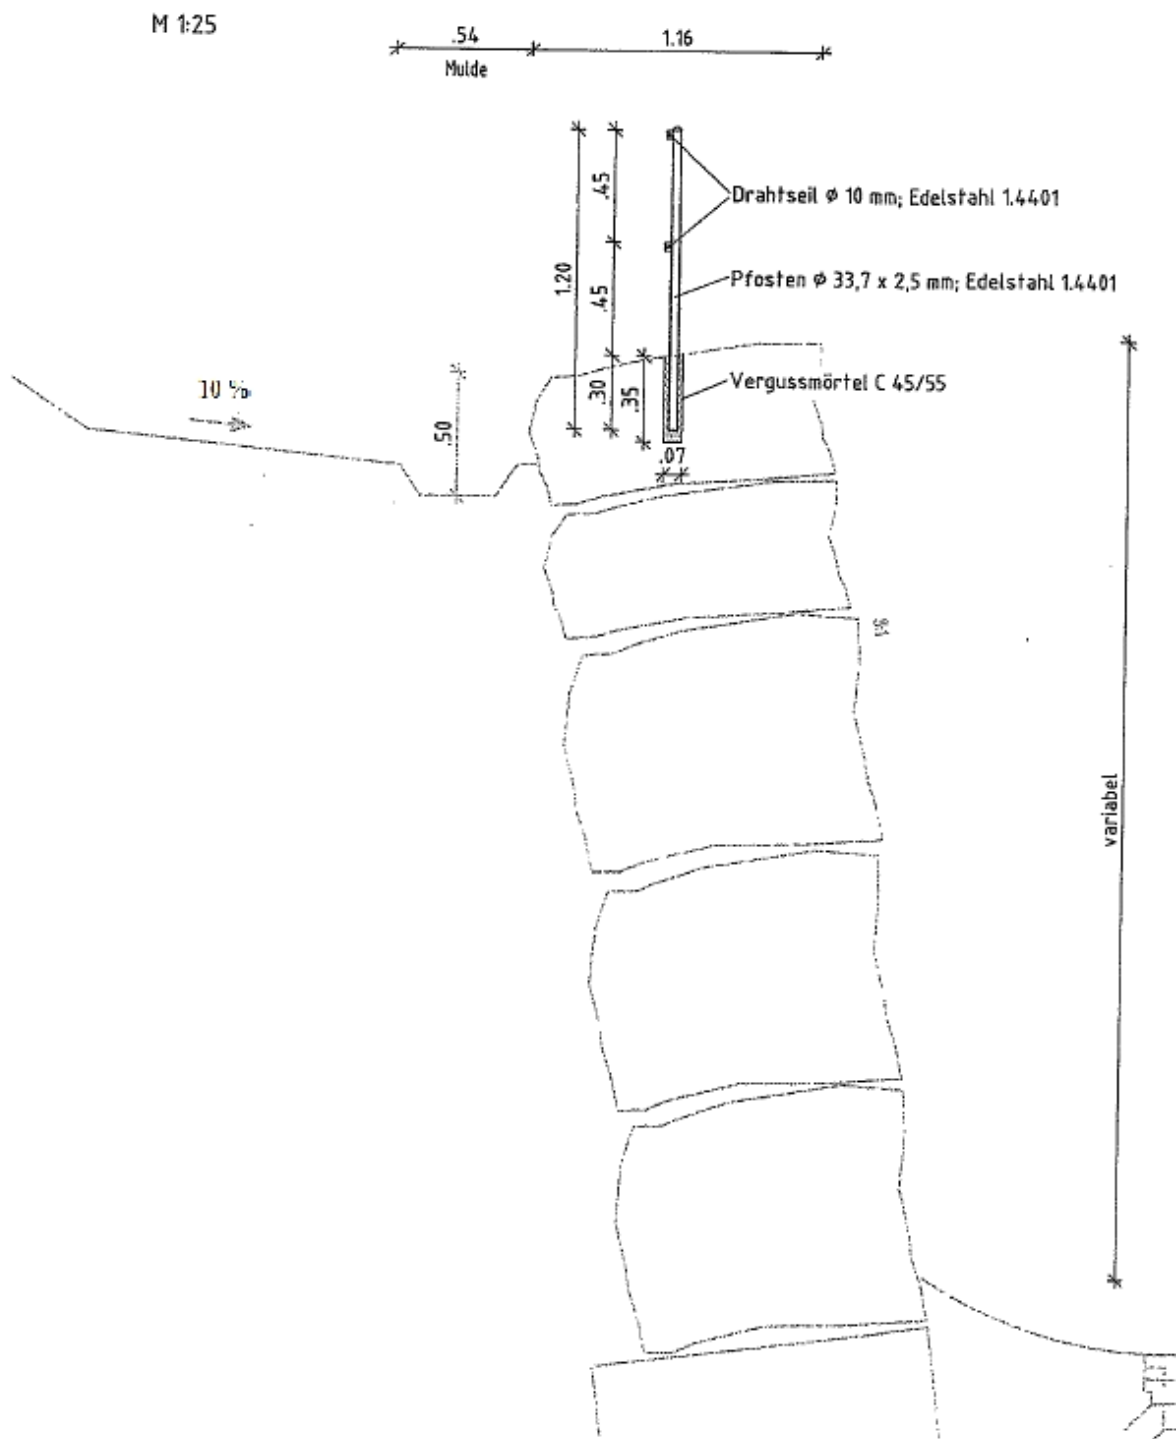 M 1:25
.54
1.16
Mulde
.45
Drahtseil ø 10 mm; Edelstahl 1.4401
1.20
.45
Pfosten ø 33,7 x 2,5 mm; Edelstahl 1.4401
10 %
.50
.30
.35
Vergussmörtel C 45/55
.07
variabel